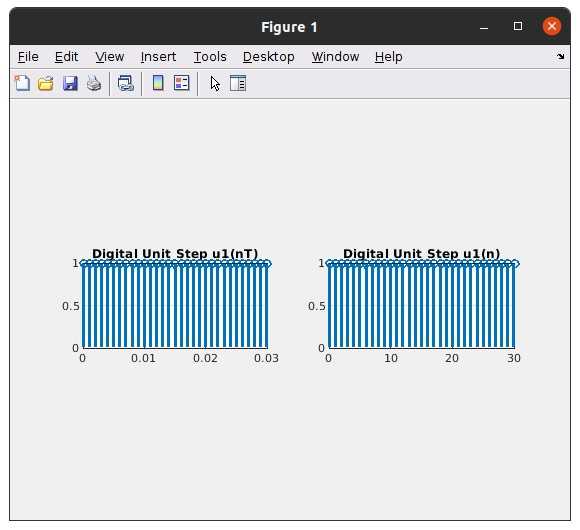 Figure 1
File Edit View Insert Tools Desktop Window Help
Digital Unit Step u1(nT)
1
0.5
0
0 0.01 0.02 0.03
Digital Unit Step u1(n)
1
0.5
0
0 10 20 30